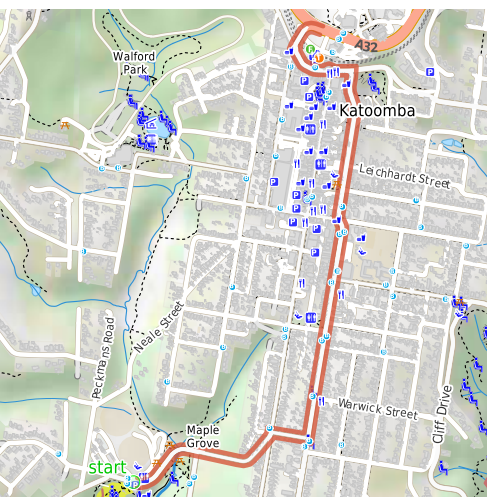 A32
Walford
Park
P
Katoomba
Leichhardt Street
Peckmans Road
Neale Street
Warwick Street
Cliff Drive
Maple
Grove
start